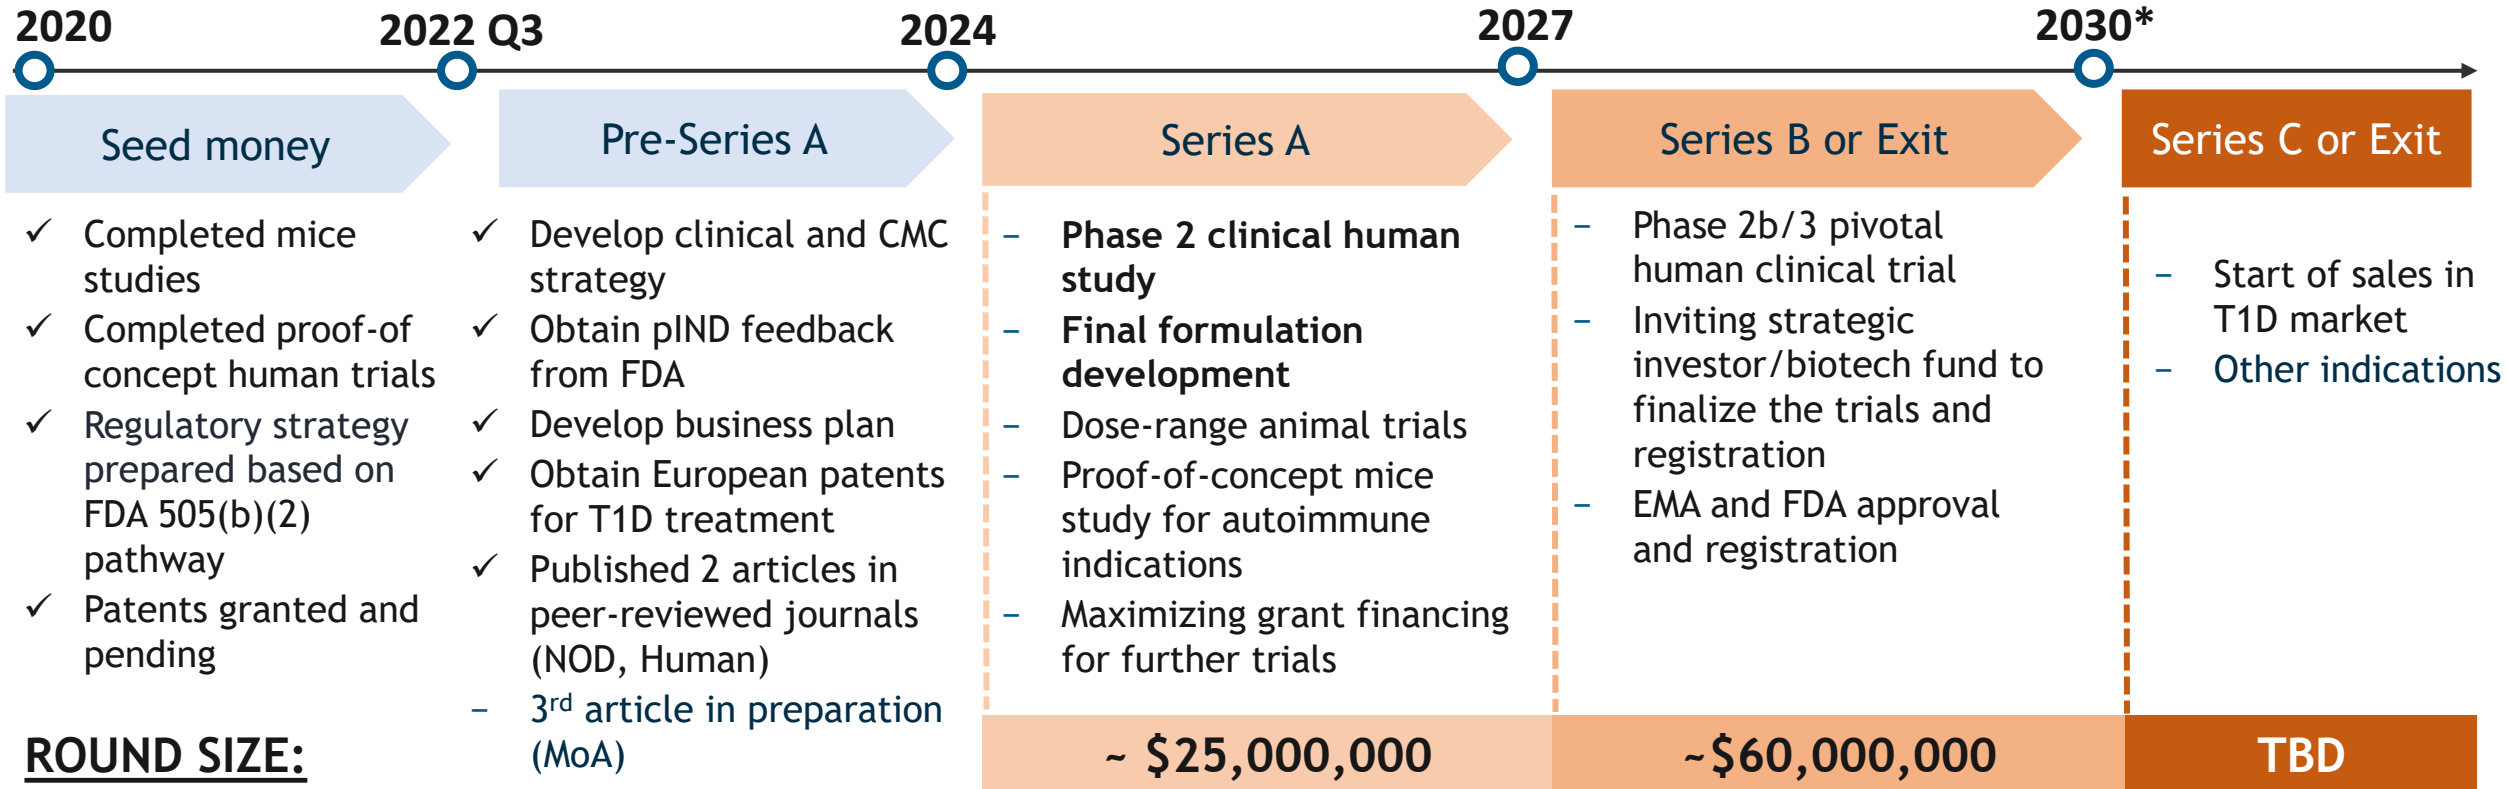 2020
2022 Q3
2024
2027
2030*
Seed money
Pre-Series A
Series A
Series B or Exit
Series C or Exit
✓ Completed mice
studies
✓ Completed proof-of
concept human trials
✓ Regulatory strategy
prepared based on
FDA 505(b)(2)
pathway
✓ Patents granted and
pending
✓ Develop clinical and CMC
strategy
✓ Obtain pIND feedback
from FDA
✓ Develop business plan
✓ Obtain European patents
for T1D treatment
✓ Published 2 articles in
peer-reviewed journals
(NOD, Human)
– 3rd article in preparation
(MoA)
– Phase 2 clinical human
study
– Final formulation
development
– Dose-range animal trials
– Proof-of-concept mice
study for autoimmune
indications
– Maximizing grant financing
for further trials
– Phase 2b/3 pivotal
human clinical trial
– Inviting strategic
investor/biotech fund to
finalize the trials and
registration
– EMA and FDA approval
and registration
– Start of sales in
T1D market
– Other indications
ROUND SIZE:
~ $25,000,000
~$60,000,000
TBD